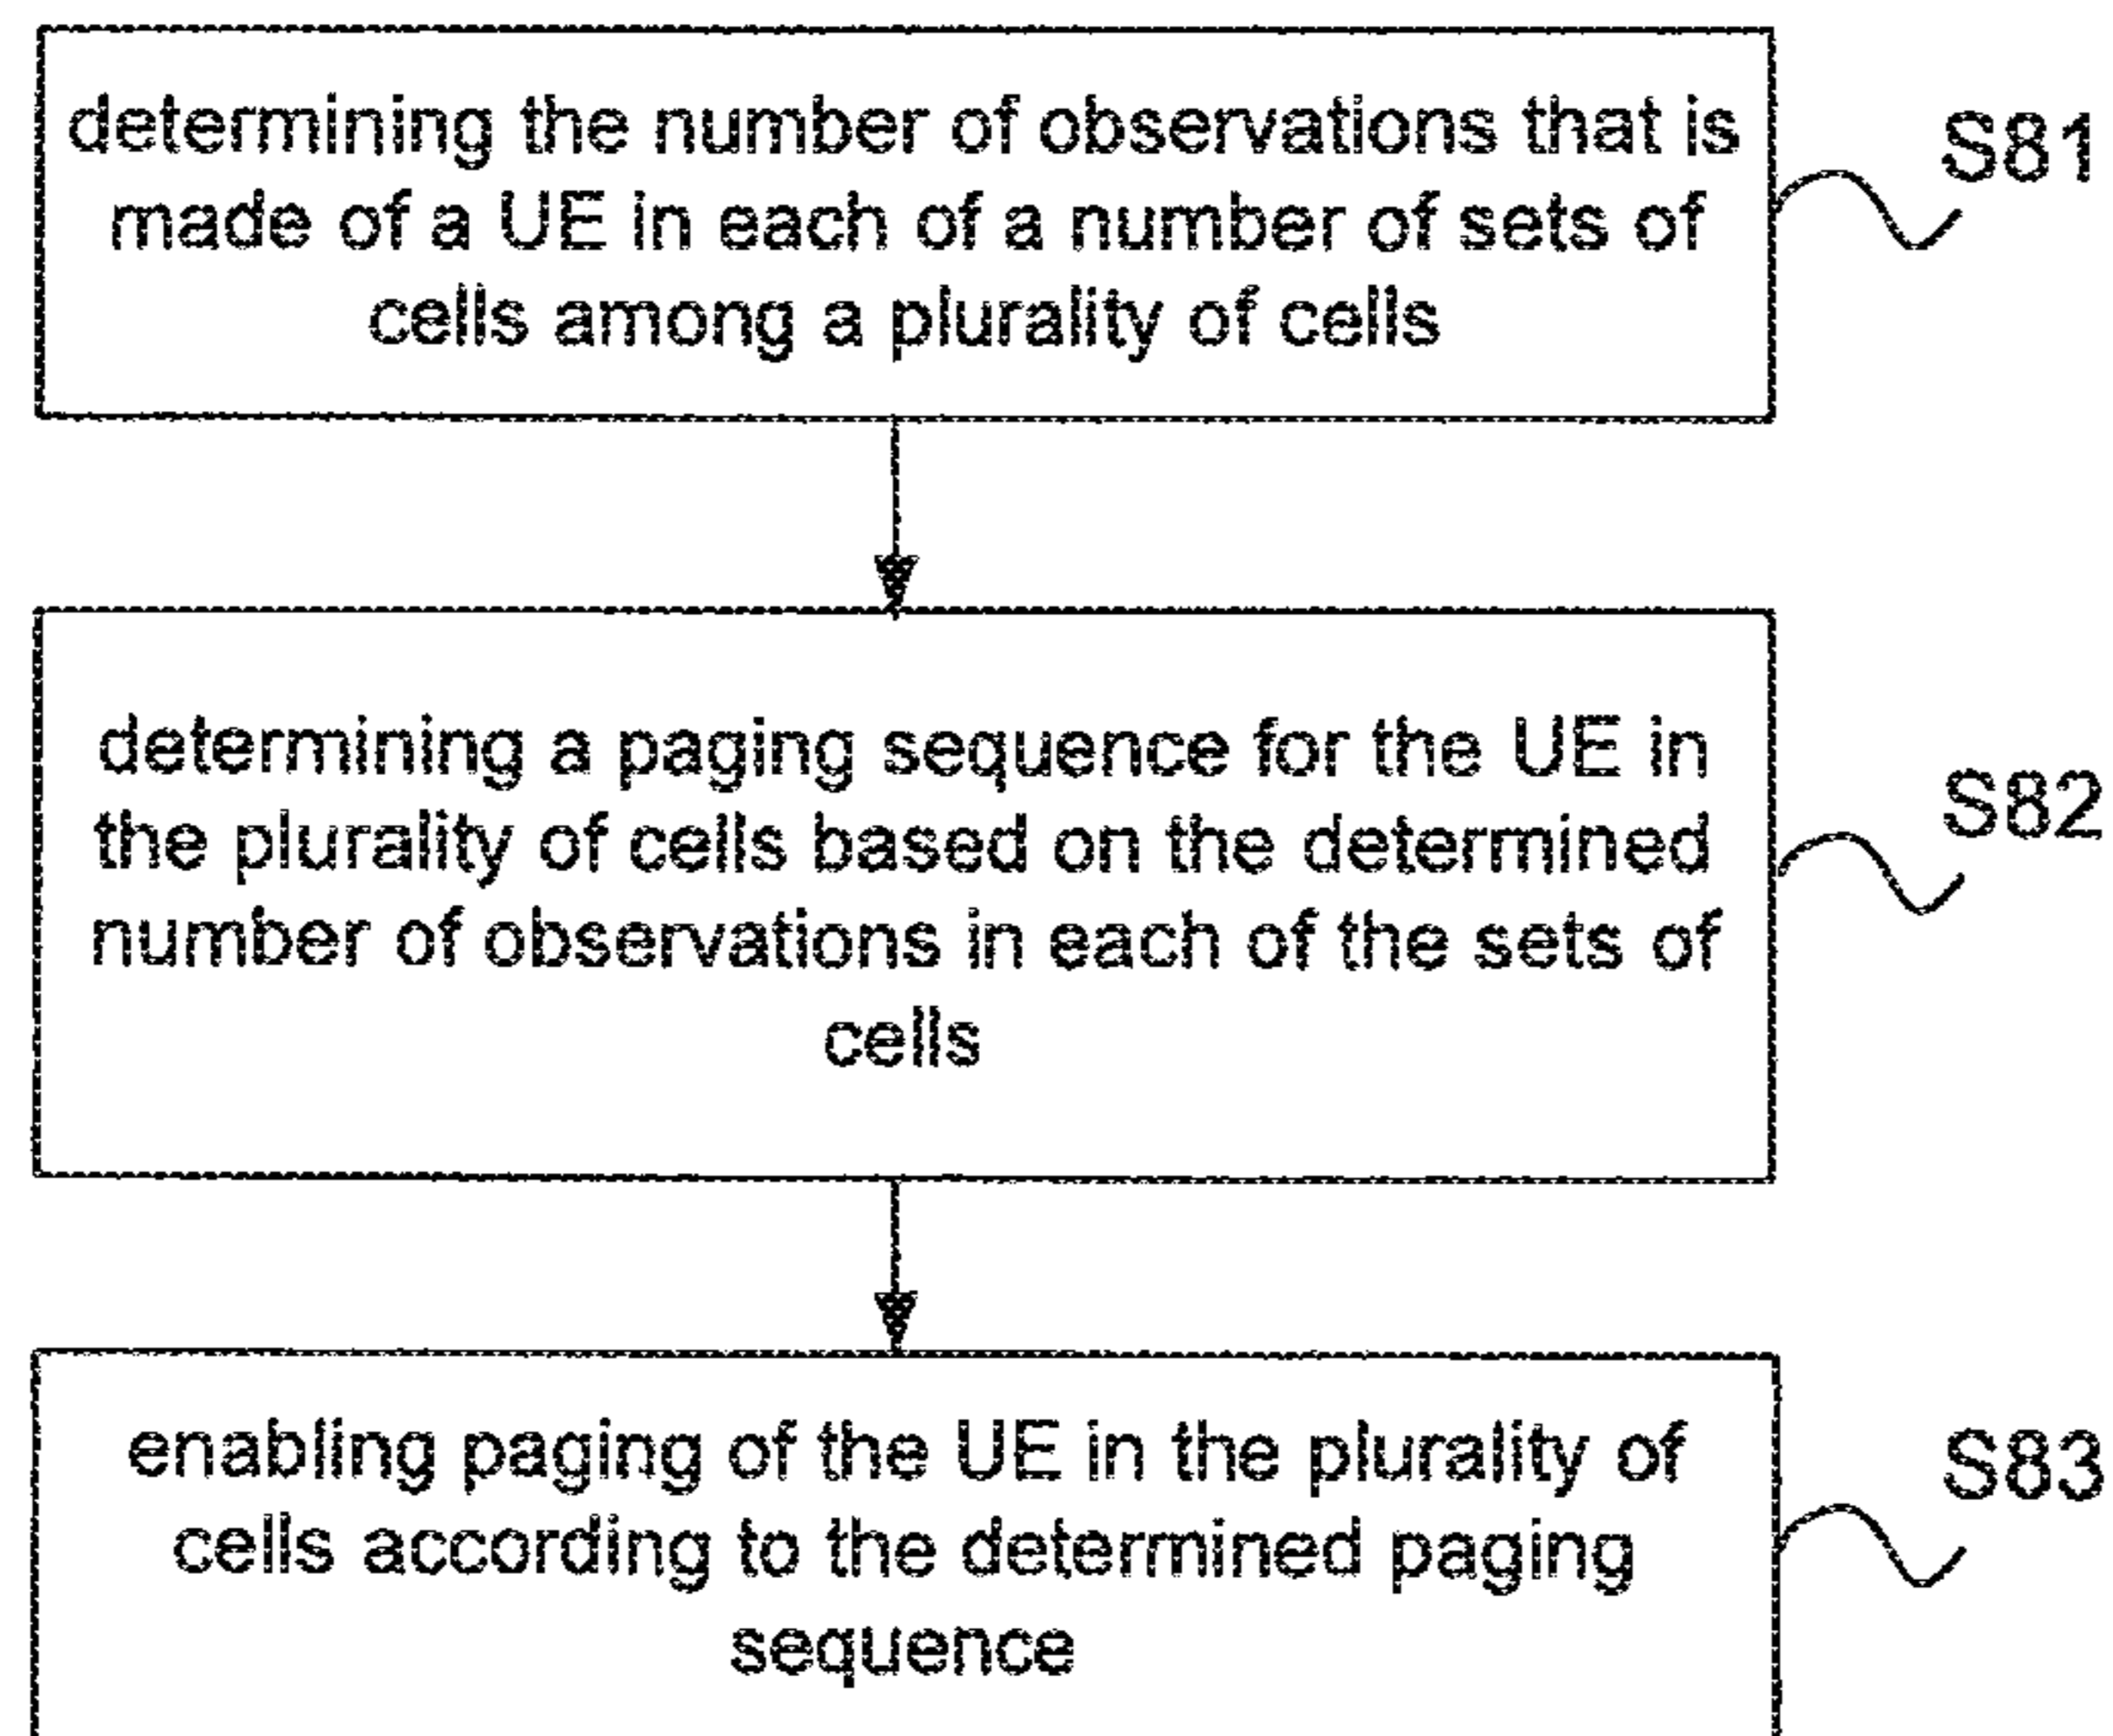 determining the number of observations that is
made of a UE in each of a number of sets of
cells among a plurality of cells
S81
determining a paging sequence for the UE in
the plurality of cells based on the determined
number of observations in each of the sets of
cells
S82
enabling paging of the UE in the plurality of
cells according to the determined paging
sequence
S83